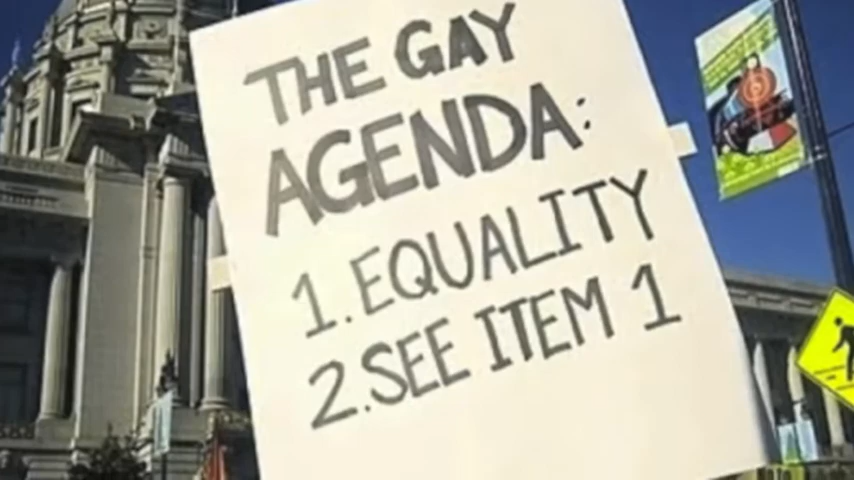 THE GAY
AGENDA:
1. EQUALITY
2. SEE ITEM 1